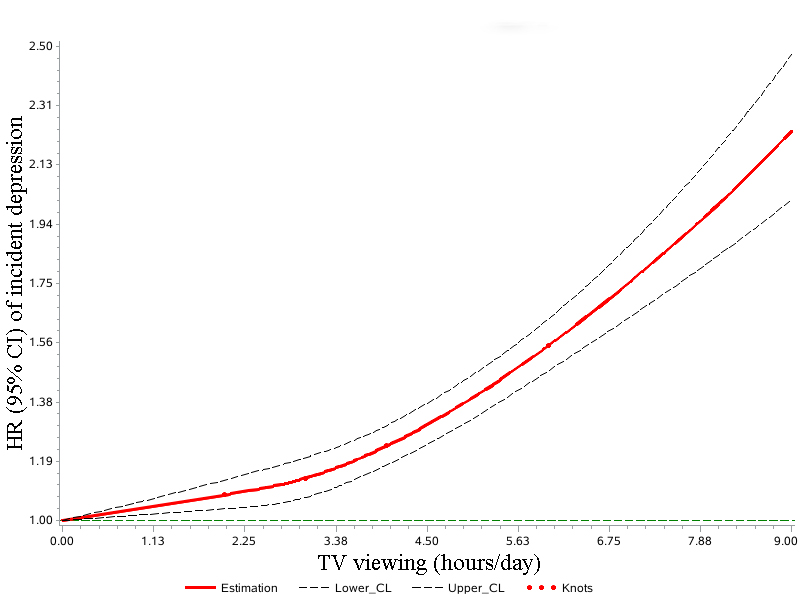 2.50
2.31
2.13
1.94
1.75
1.56
1.38
1.19
1.00
HR (95% CI) of incident depression
0.00 1.13 2.25 3.38 4.50 5.63 6.75 7.88 9.00
TV viewing (hours/day)
Estimation Lower_CL Upper_CL Knots